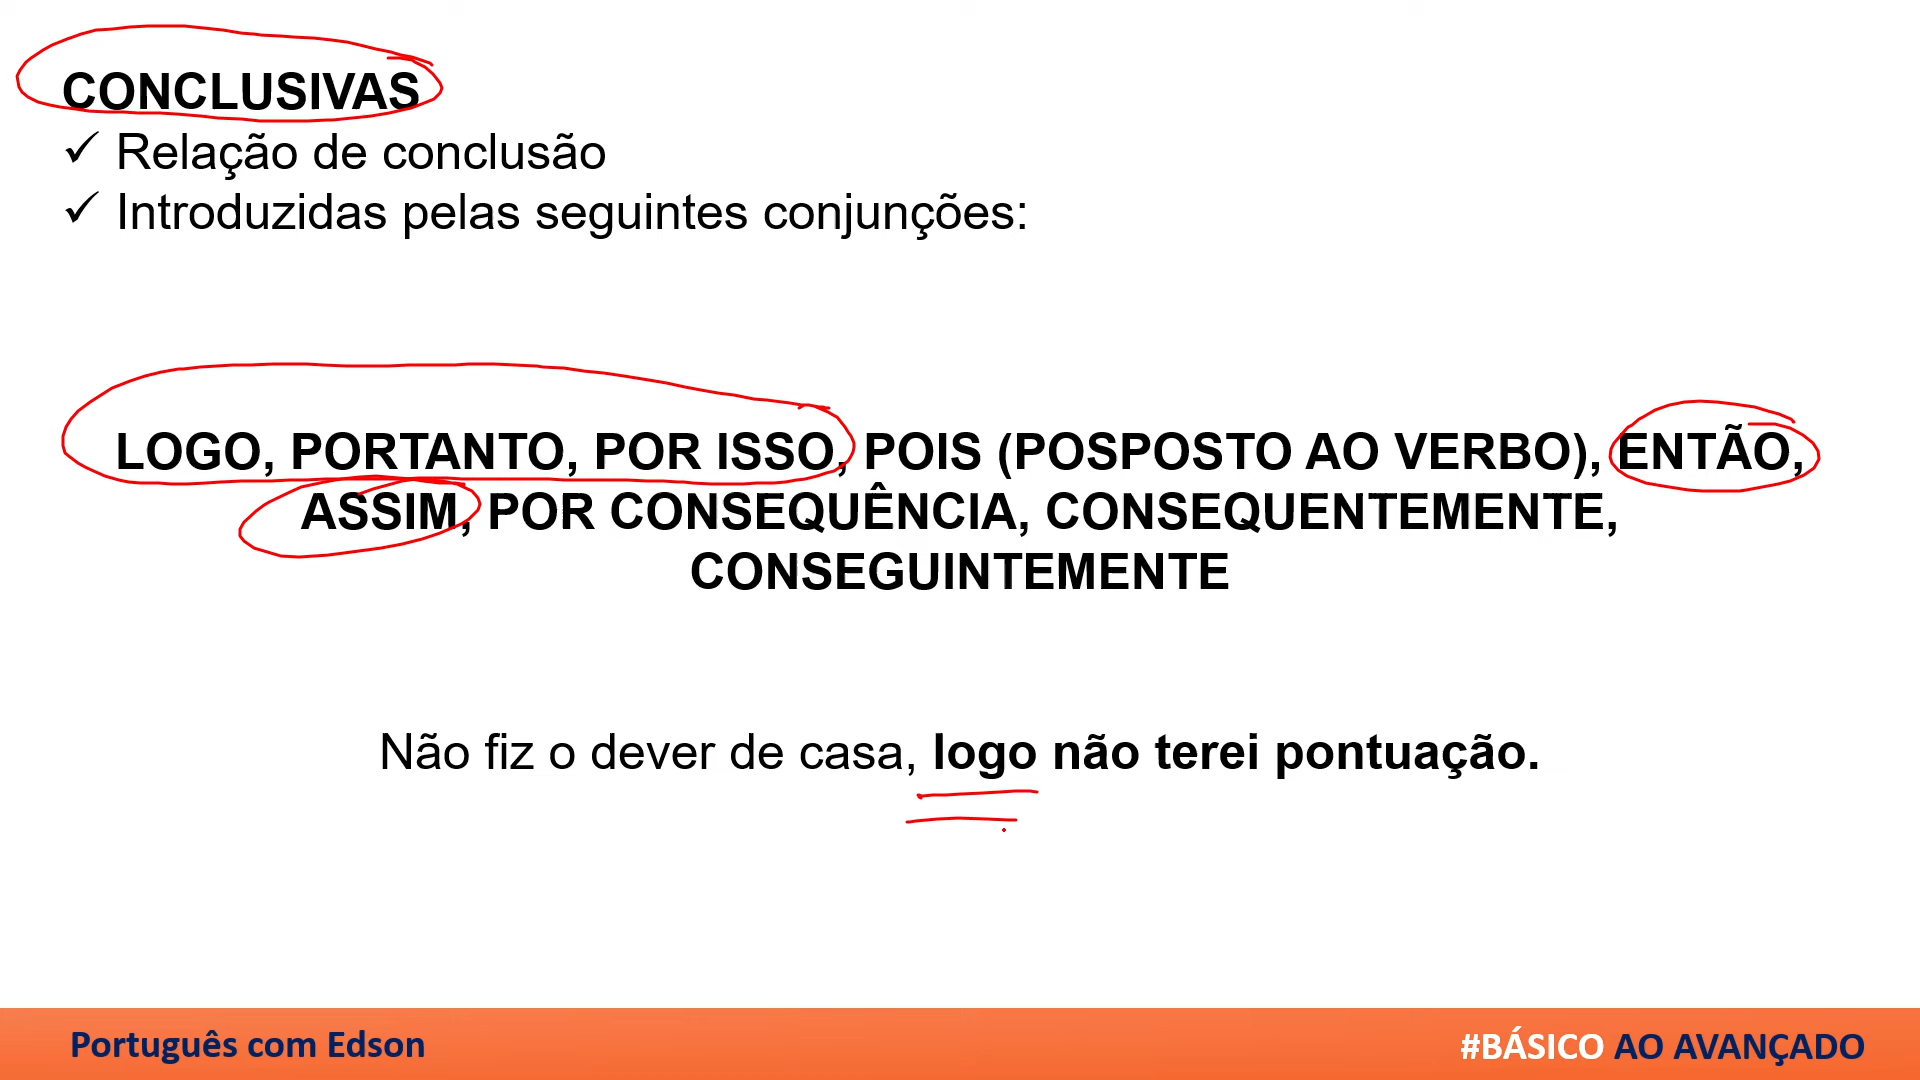 CONCLUSIVAS
✓ Relação de conclusão
✓ Introduzidas pelas seguintes conjunções:
LOGO, PORTANTO, POR ISSO, POIS (POSPOSTO AO VERBO), ENTÃO,
ASSIM, POR CONSEQUÊNCIA, CONSEQUENTEMENTE,
CONSEGUINTEMENTE
Não fiz o dever de casa, logo não terei pontuação.
Português com Edson
#BÁSICO AO AVANÇADO